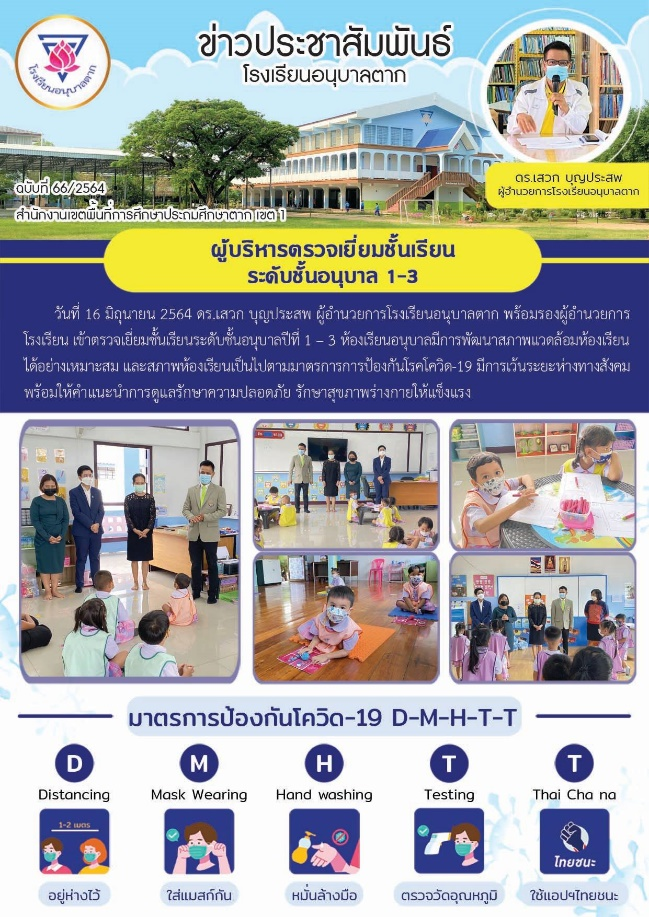 ข่าวประชาสัมพันธ์
โรงเรียนอนุบาลตาก
โรงเรียนอนุบาลตาก
ดร.เสวก บุญประสพ
ผู้อำนวยการโรงเรียนอนุบาลตาก
ฉบับที่ 66/2564
สำนักงานเขตพื้นที่การศึกษาประถมศึกษาตาก เขต 1
ผู้บริหารตรวจเยี่ยมชั้นเรียน
ระดับชั้นอนุบาล 1-3
วันที่ 16 มิถุนายน 2564 ดร.เสวก บุญประสพ ผู้อำนวยการโรงเรียนอนุบาลตาก พร้อมรองผู้อำนวยการ
โรงเรียน เข้าตรวจเยี่ยมชั้นเรียนระดับชั้นอนุบาลปีที่ 1 – 3 ห้องเรียนอนุบาลมีการพัฒนาสภาพแวดล้อมห้องเรียน
ได้อย่างเหมาะสม และสภาพห้องเรียนเป็นไปตามมาตรการการป้องกันโรคโควิด-19 มีการเว้นระยะห่างทางสังคม
พร้อมให้คำแนะนำการดูแลรักษาความปลอดภัย รักษาสุขภาพร่างกายให้แข็งแรง
มาตรการป้องกันโควิด-19 D-M-H-T-T
D M H T T
Distancing Mask Wearing Hand washing Testing Thai Cha na
1-2 เมตร
ไทยชนะ
อยู่ห่างไว้ ใส่แมสก์กัน หมั่นล้างมือ ตรวจวัดอุณหภูมิ ใช้แอปฯไทยชนะ